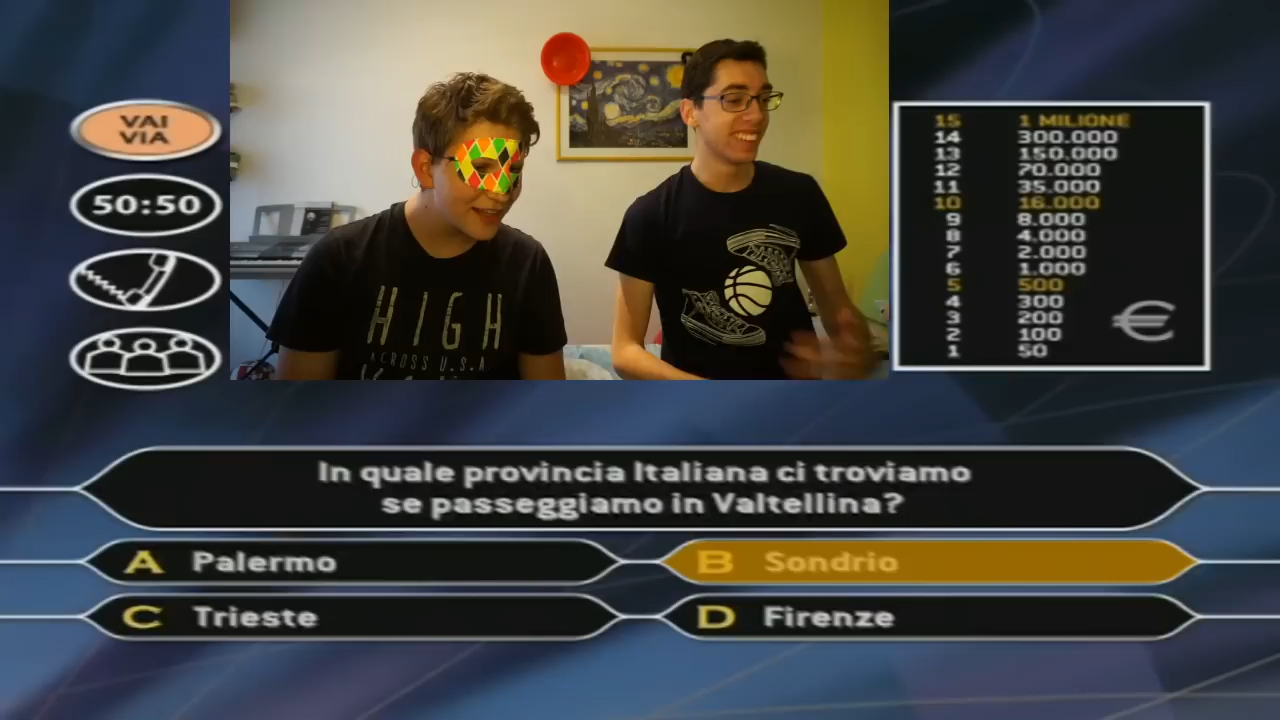 VAI
VIA
50:50
HIGH
ACROSS U.S.A
15 1 MILIONE
14 300.000
13 150.000
12 70.000
11 35.000
10 16.000
9 8.000
8 4.000
7 2.000
6 1.000
5 500
4 300
3 200
2 100
1 50
€
In quale provincia Italiana ci troviamo
se passeggiamo in Valtellina?
A Palermo
B Sondrio
C Trieste
D Firenze